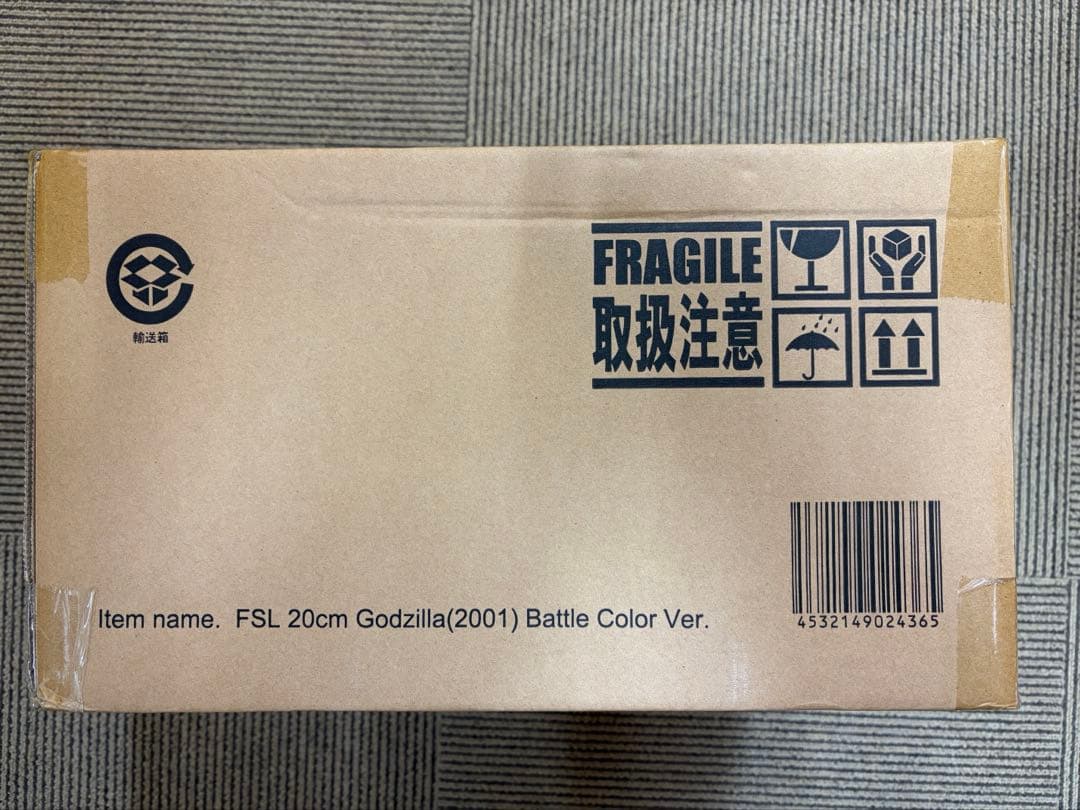 FRAGILE
取扱注意
輸送箱
Item name. FSL 20cm Godzilla(2001) Battle Color Ver.
4532149024365